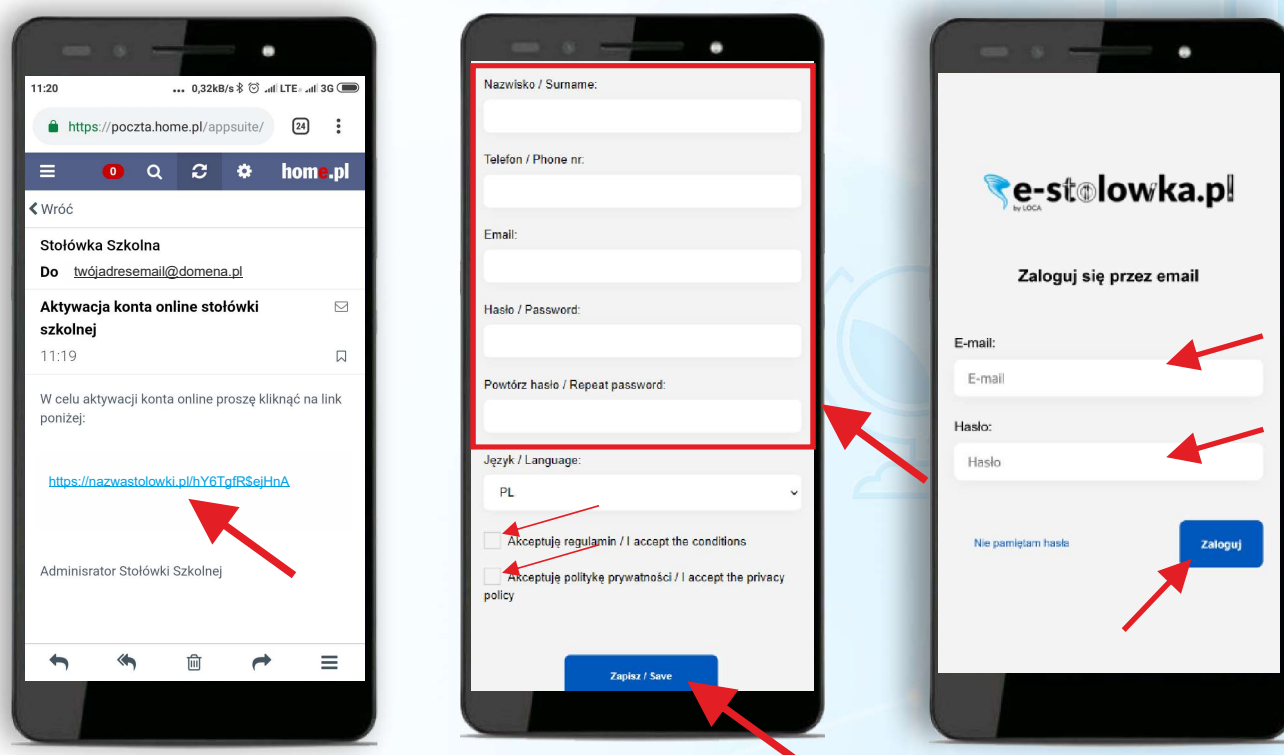 11:20 ... 0,32kB/s LTE 3G
https://poczta.home.pl/appsuite/ 24
0 home.pl
Wróć
Stołówka Szkolna
Do twójadresemail@domena.pl
Aktywacja konta online stołówki
szkolnej
11:19
W celu aktywacji konta online proszę kliknąć na link
poniżej:
https://nazwastolowki.pl/hY6TgfR$ejHnA
Adminisrator Stołówki Szkolnej
Nazwisko / Surname:
Telefon / Phone nr:
Email:
Hasło / Password:
Powtórz hasło / Repeat password:
Język / Language:
PL
Akceptuję regulamin / I accept the conditions
Akceptuję politykę prywatności / I accept the privacy
policy
Zapisz / Save
e-stolowka.pl
by LOCA
Zaloguj się przez email
E-mail:
E-mail
Hasło:
Hasło
Nie pamiętam hasła
Zaloguj